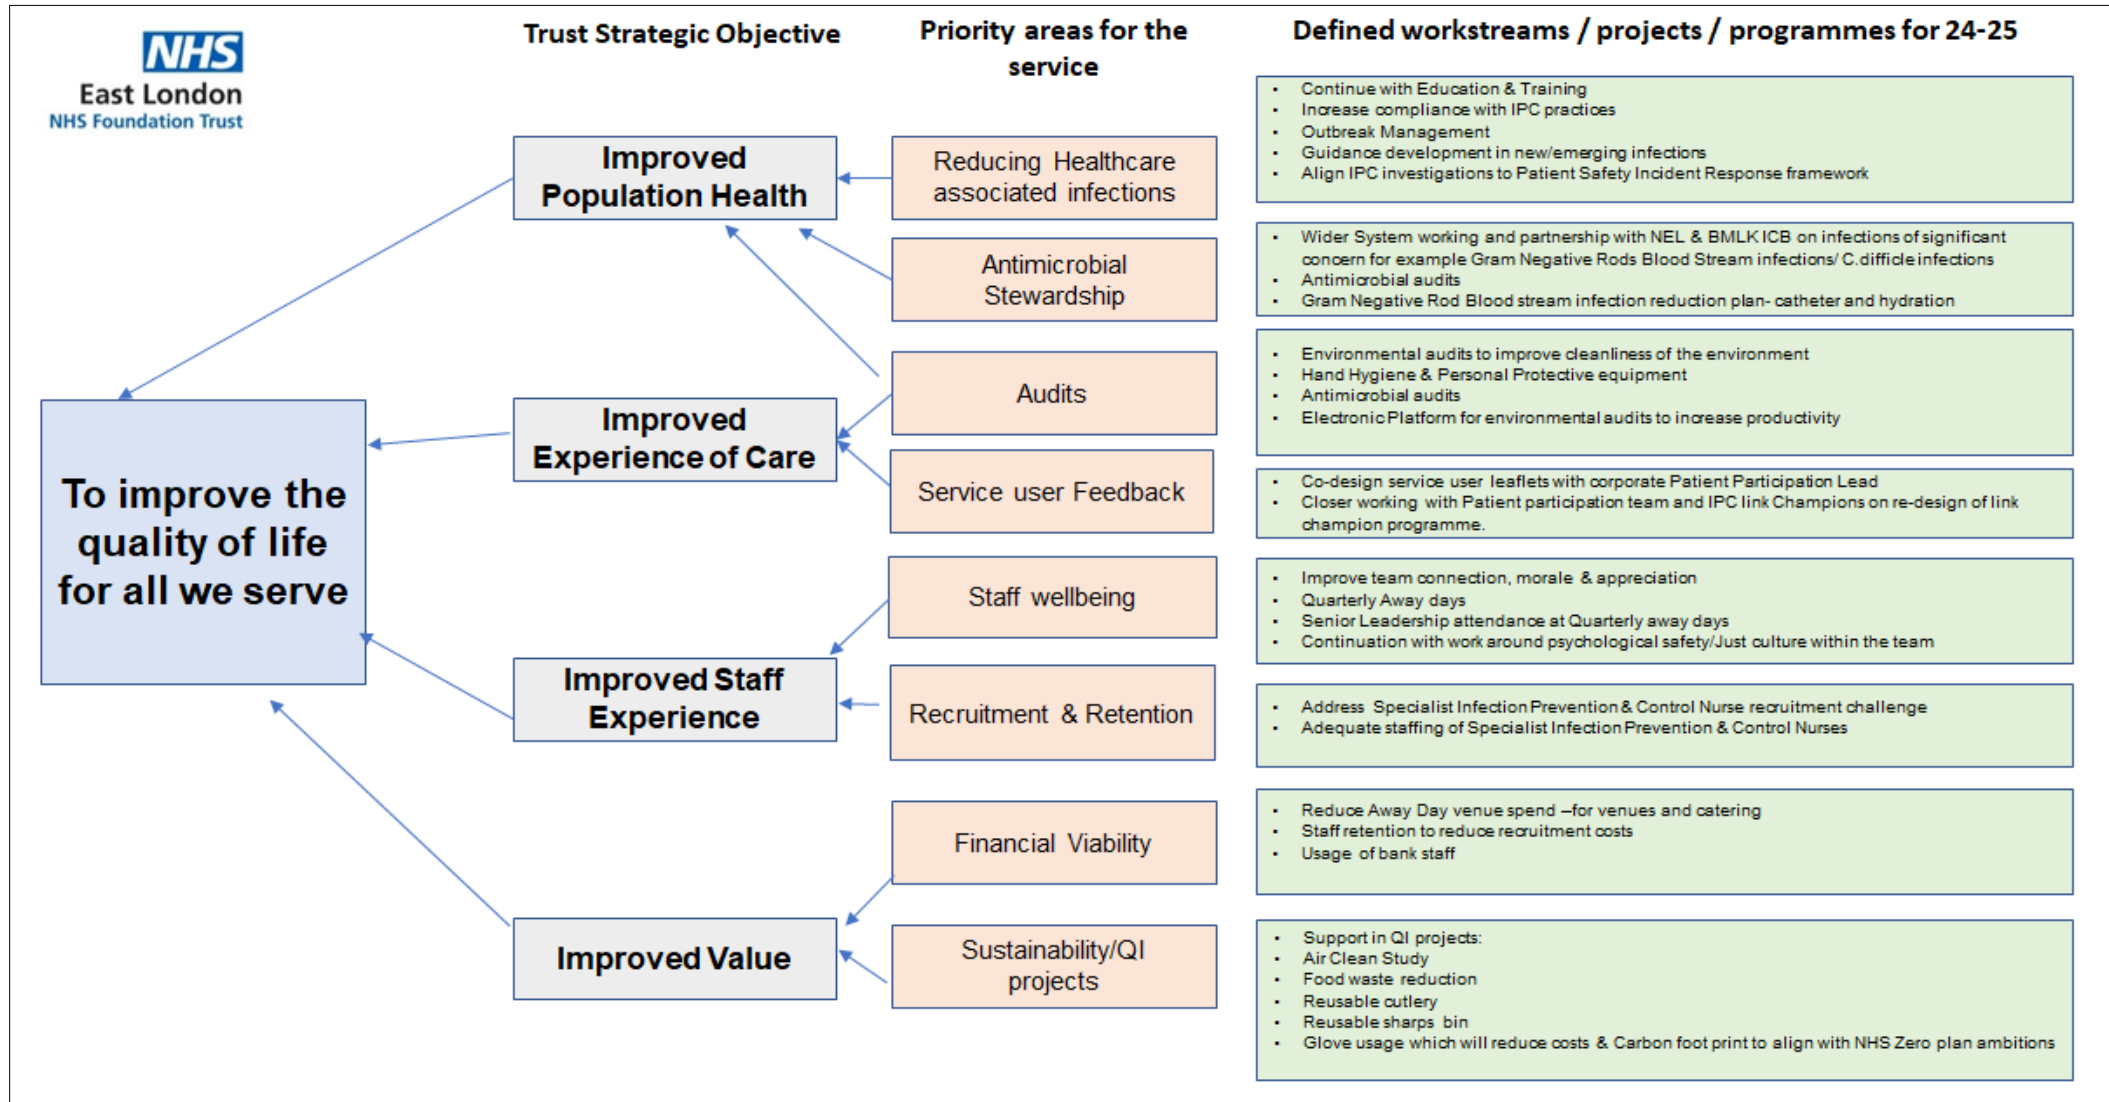 NHS
East London
NHS Foundation Trust
Trust Strategic Objective
Priority areas for the
service
Defined workstreams / projects / programmes for 24-25
To improve the
quality of life
for all we serve
Improved
Population Health
Improved
Experience of Care
Improved Staff
Experience
Improved Value
Reducing Healthcare
associated infections
Antimicrobial
Stewardship
Audits
Service user Feedback
Staff wellbeing
Recruitment & Retention
Financial Viability
Sustainability/QI
projects
• Continue with Education & Training
• Increase compliance with IPC practices
• Outbreak Management
• Guidance development in new/emerging infections
• Align IPC investigations to Patient Safety Incident Response framework
• Wider System working and partnership with NEL & BMLK ICB on infections of significant
concern for example Gram Negative Rods Blood Stream infections/ C.difficle infections
• Antimicrobial audits
• Gram Negative Rod Blood stream infection reduction plan- catheter and hydration
• Environmental audits to improve cleanliness of the environment
• Hand Hygiene & Personal Protective equipment
• Antimicrobial audits
• Electronic Platform for environmental audits to increase productivity
• Co-design service user leaflets with corporate Patient Participation Lead
• Closer working with Patient participation team and IPC link Champions on re-design of link
champion programme.
• Improve team connection, morale & appreciation
• Quarterly Away days
• Senior Leadership attendance at Quarterly away days
• Continuation with work around psychological safety/Just culture within the team
• Address Specialist Infection Prevention & Control Nurse recruitment challenge
• Adequate staffing of Specialist Infection Prevention & Control Nurses
• Reduce Away Day venue spend –for venues and catering
• Staff retention to reduce recruitment costs
• Usage of bank staff
• Support in QI projects:
• Air Clean Study
• Food waste reduction
• Reusable cutlery
• Reusable sharps bin
• Glove usage which will reduce costs & Carbon foot print to align with NHS Zero plan ambitions